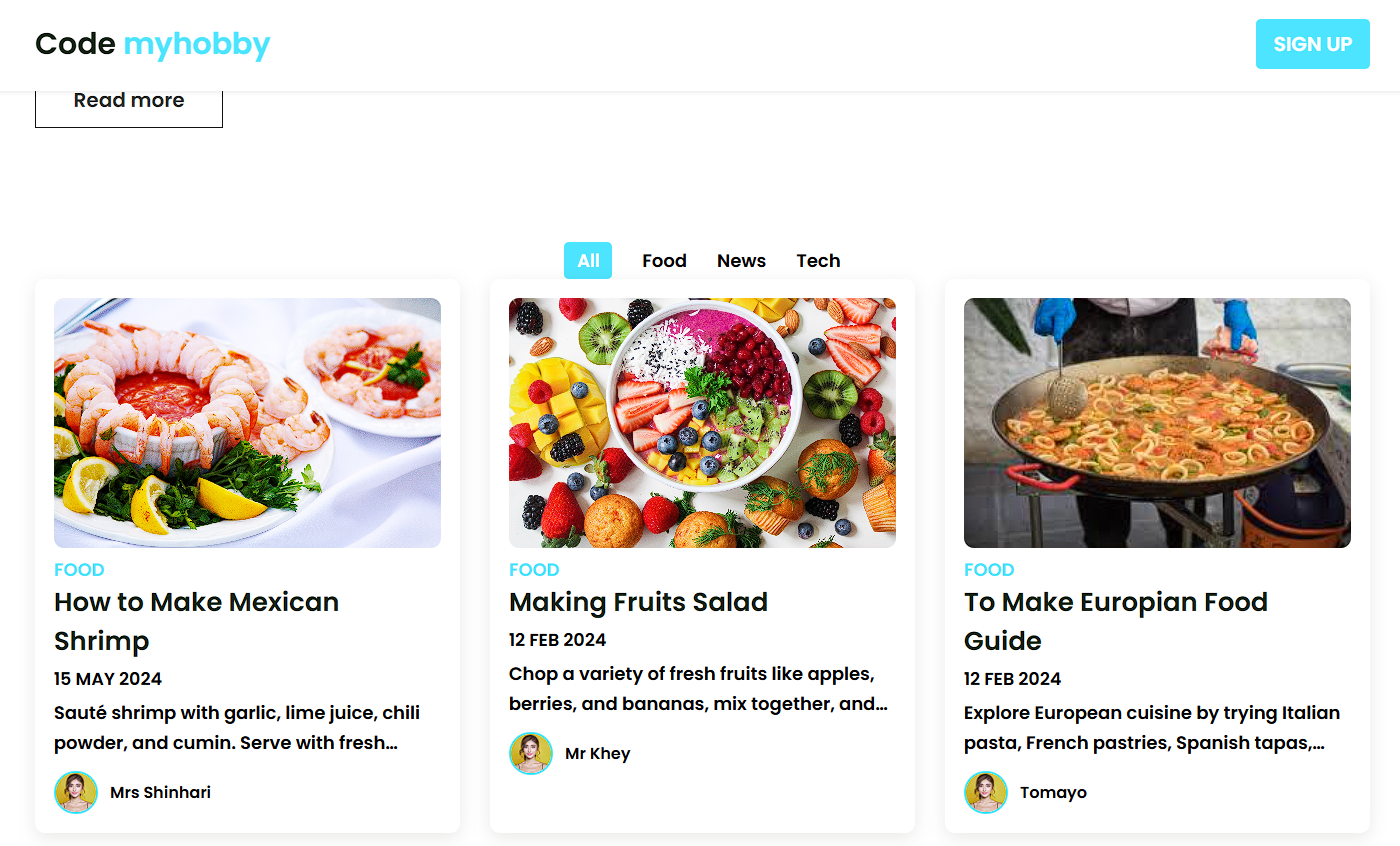 Code myhobby
SIGN UP
Read more
All Food News Tech
FOOD
How to Make Mexican
Shrimp
15 MAY 2024
Sauté shrimp with garlic, lime juice, chili
powder, and cumin. Serve with fresh...
Mrs Shinhari
FOOD
Making Fruits Salad
12 FEB 2024
Chop a variety of fresh fruits like apples,
berries, and bananas, mix together, and...
Mr Khey
FOOD
To Make Europian Food
Guide
12 FEB 2024
Explore European cuisine by trying Italian
pasta, French pastries, Spanish tapas,...
Tomayo